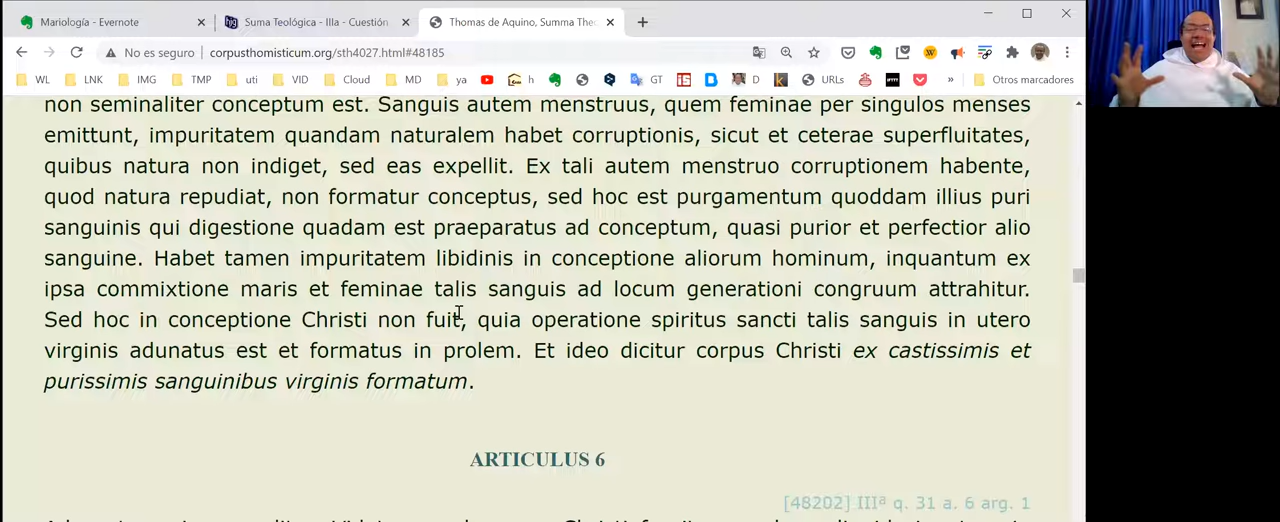 Mariología - Evernote
Suma Teológica - IIIa - Cuestión
Thomas de Aquino, Summa Theo
No es seguro
corpusthomisticum.org/sth4027.html#48185
WL LNK IMG TMP uti VID Cloud MD ya h GT D URLs » Otros marcadores
non seminaliter conceptum est. Sanguis autem menstruus, quem feminae per singulos menses
emittunt, impuritatem quandam naturalem habet corruptionis, sicut et ceterae superfluitates,
quibus natura non indiget, sed eas expellit. Ex tali autem menstruo corruptionem habente,
quod natura repudiat, non formatur conceptus, sed hoc est purgamentum quoddam illius puri
sanguinis qui digestione quadam est praeparatus ad conceptum, quasi purior et perfectior alio
sanguine. Habet tamen impuritatem libidinis in conceptione aliorum hominum, inquantum ex
ipsa commixtione maris et feminae talis sanguis ad locum generationi congruum attrahitur.
Sed hoc in conceptione Christi non fuit, quia operatione spiritus sancti talis sanguis in utero
virginis adunatus est et formatus in prolem. Et ideo dicitur corpus Christi ex castissimis et
purissimis sanguinibus virginis formatum.
ARTICULUS 6
[48202] IIIª q. 31 a. 6 arg. 1